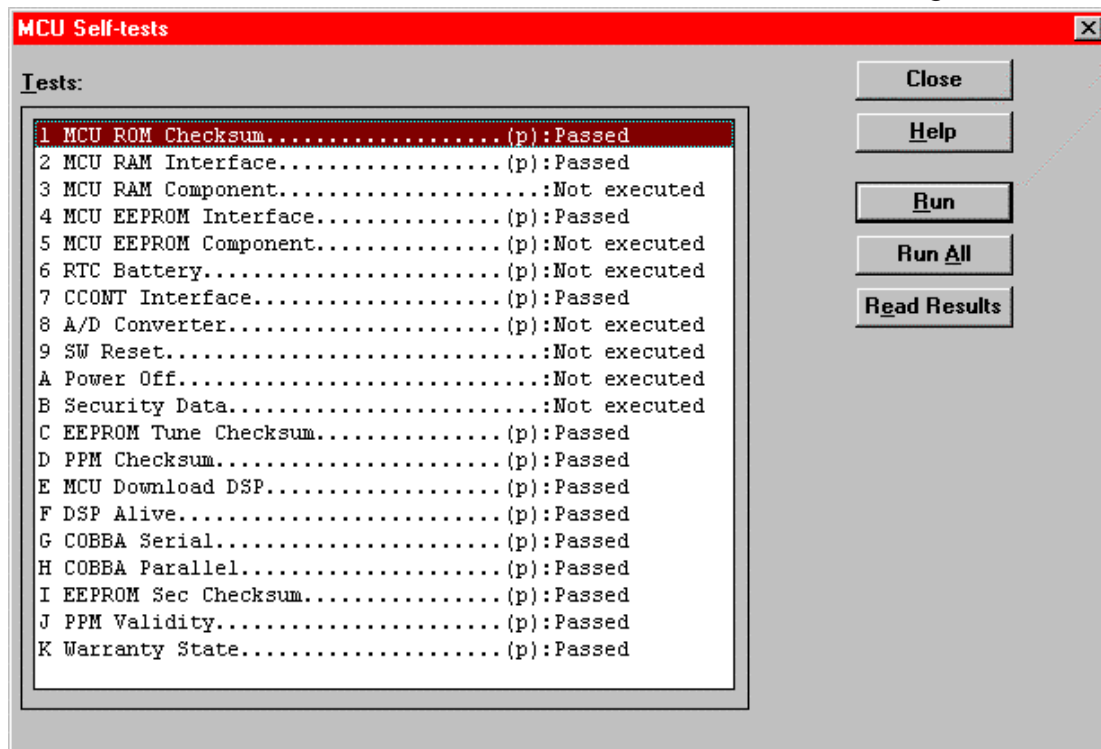 MCU Self-tests
Tests:
1 MCU ROM Checksum...................(p):Passed
2 MCU RAM Interface..................(p):Passed
3 MCU RAM Component.....................:Not executed
4 MCU EEPROM Interface...............(p):Passed
5 MCU EEPROM Component...............(p):Not executed
6 RTC Battery........................(p):Not executed
7 CCONT Interface....................(p):Passed
8 A/D Converter......................(p):Not executed
9 SW Reset..............................:Not executed
A Power Off.............................:Not executed
B Security Data.........................:Not executed
C EEPROM Tune Checksum...............(p):Passed
D PPM Checksum.......................(p):Passed
E MCU Download DSP...................(p):Passed
F DSP Alive..........................(p):Passed
G COBBA Serial.......................(p):Passed
H COBBA Parallel.....................(p):Passed
I EEPROM Sec Checksum................(p):Passed
J PPM Validity.......................(p):Passed
K Warranty State.....................(p):Passed
Close
Help
Run
Run All
Read Results